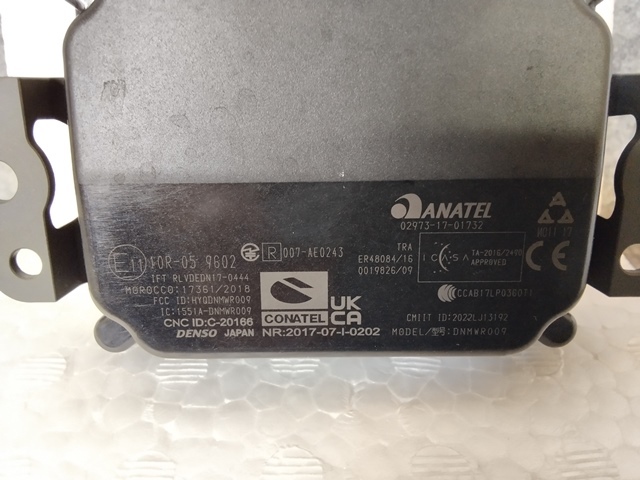 ANATEL
02973-17-01732
R 007-AE0243
TRA
ER48084/16
0019826/09
ICASA
TA-2016/2490
APPROVED
E11 10R-05 9602
IFT RLVDEDN17-0444
MOROCCO:17361/2018
FCC ID:HYQDNMWR009
IC:1551A-DNMWR009
CNC ID:C-20166
DENSO JAPAN
CONATEL
NR:2017-07-I-0202
UK
CA
CE
CMIIT ID:2022LJ13192
MODEL/型号:DNMWR009